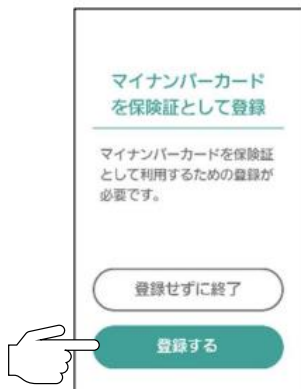 マイナンバーカード
を保険証として登録
マイナンバーカードを保険証
として利用するための登録が
必要です。
登録せずに終了
登録する